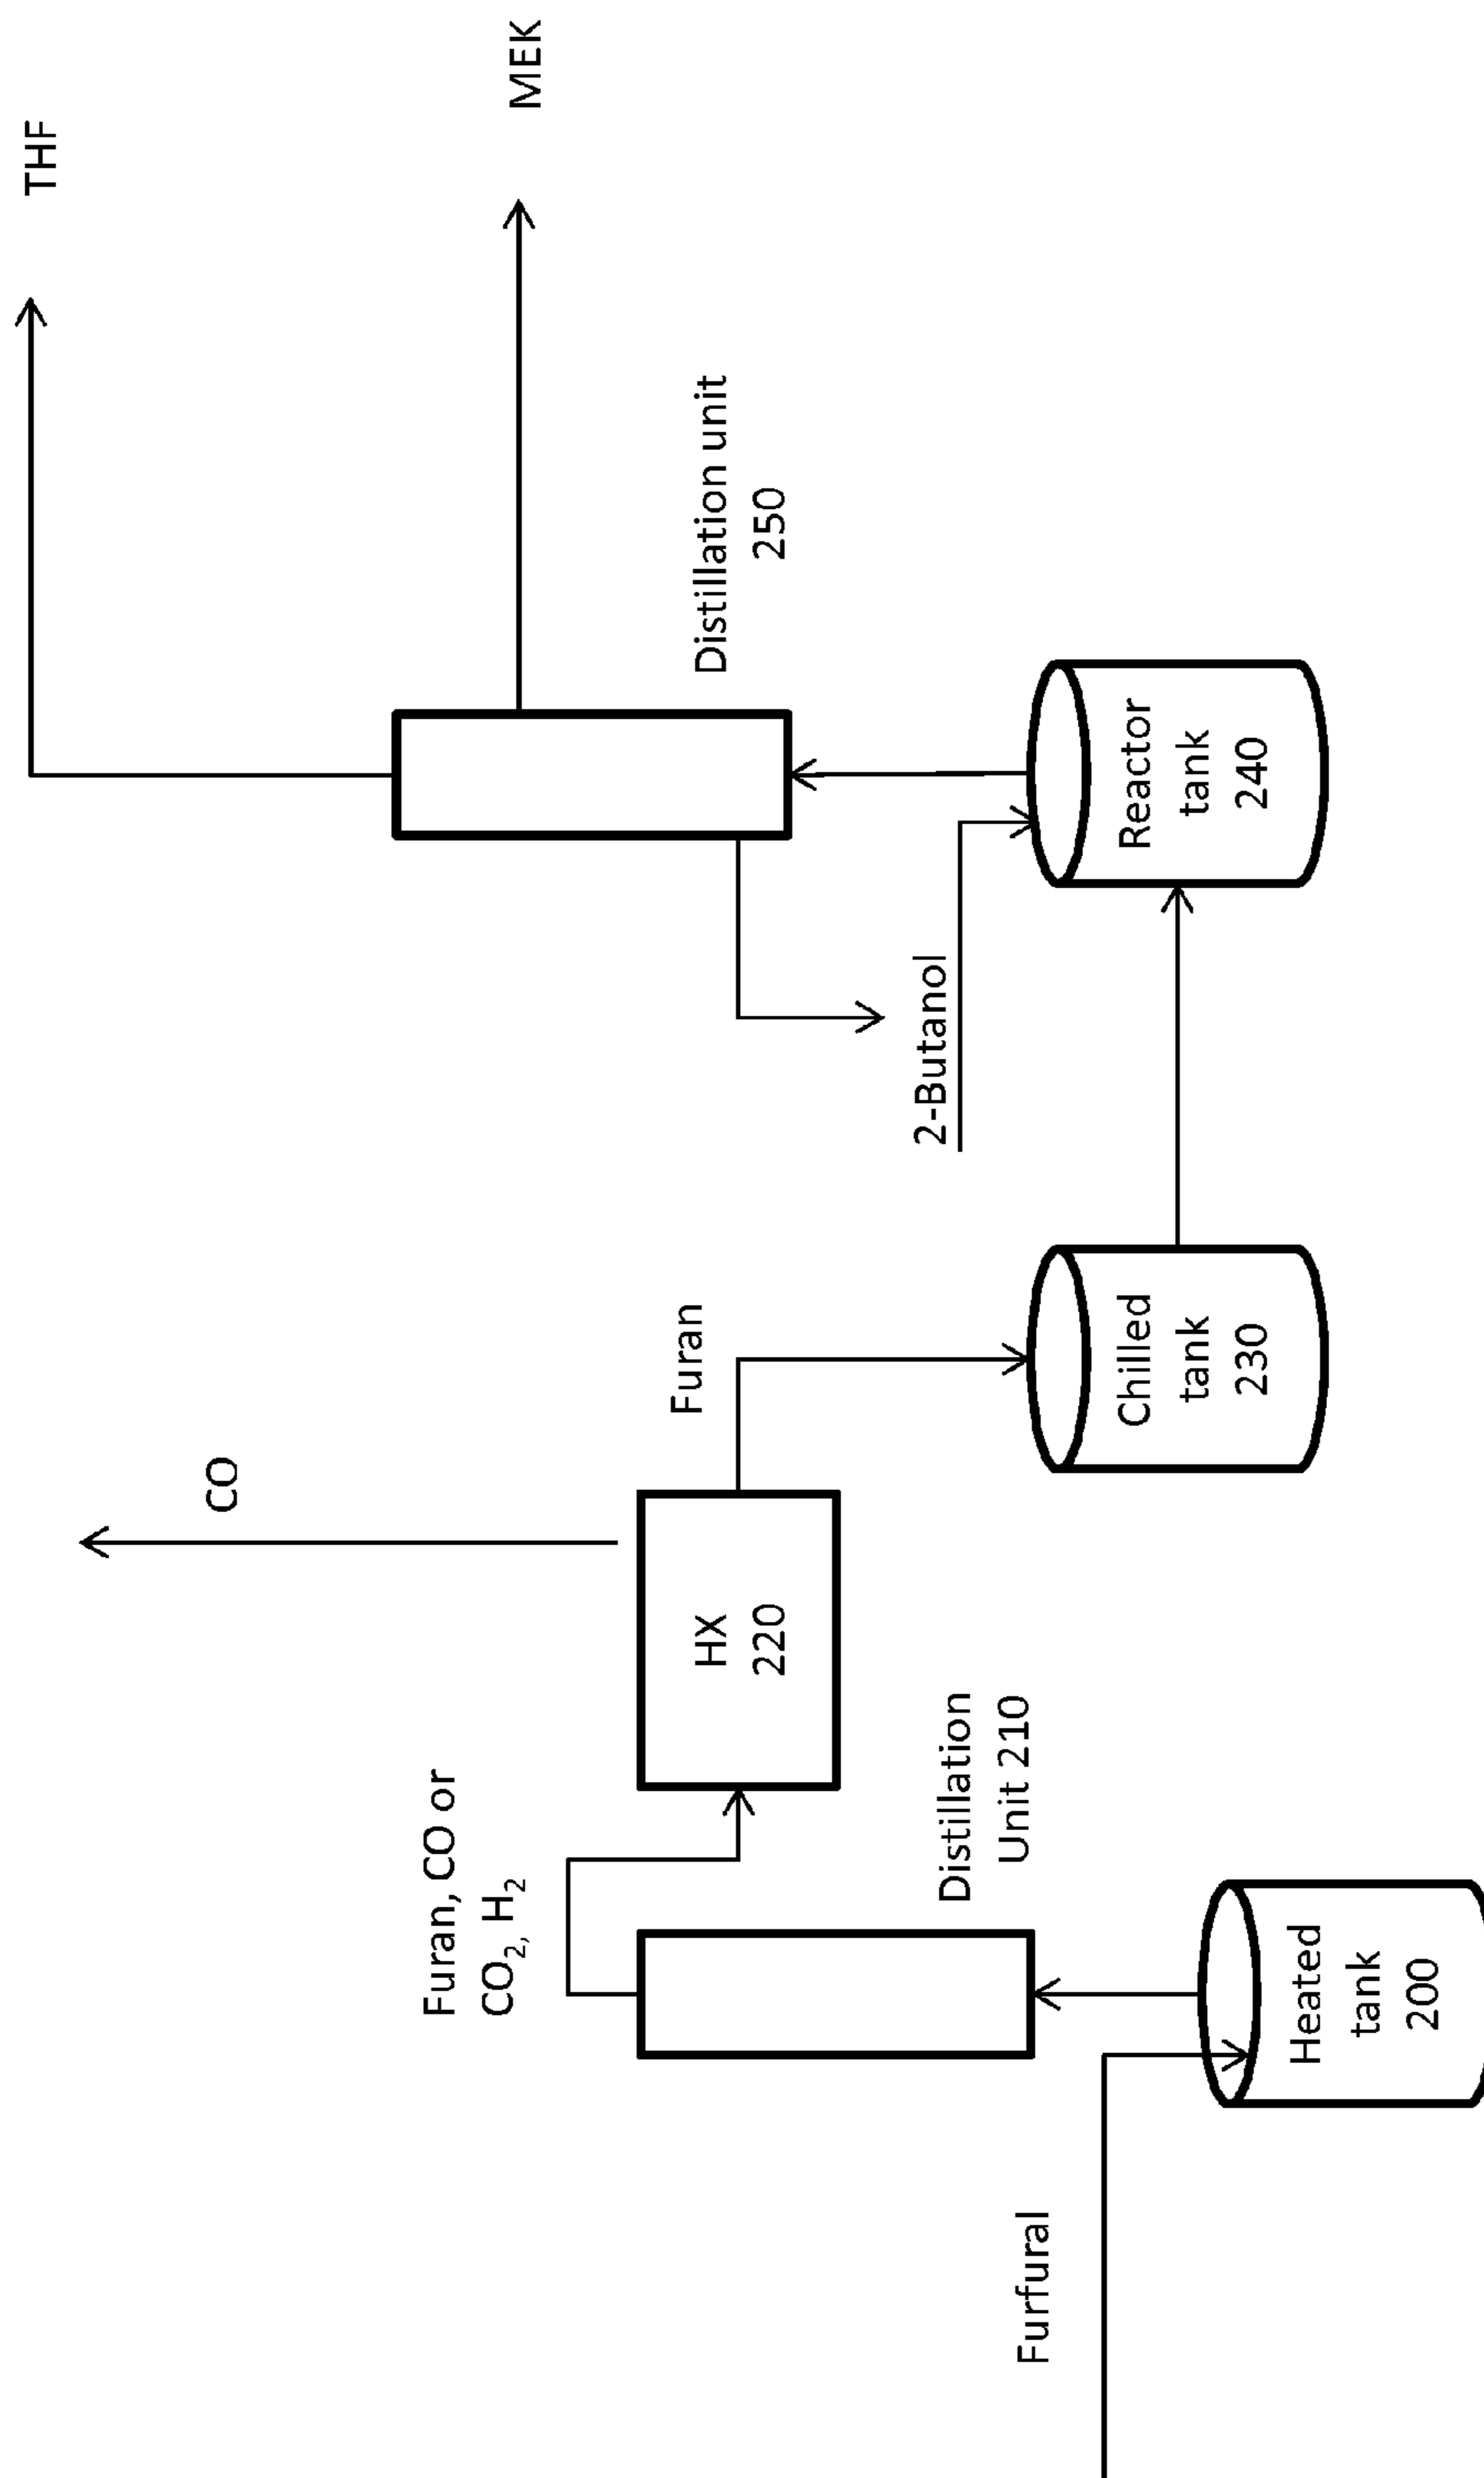 THF
MEK
CO
Furan
Distillation unit
250
Furan, CO or
CO₂, H₂
HX
220
2-Butanol
Distillation
Unit 210
Furfural
Chilled
tank
230
Reactor
tank
240
Heated
tank
200